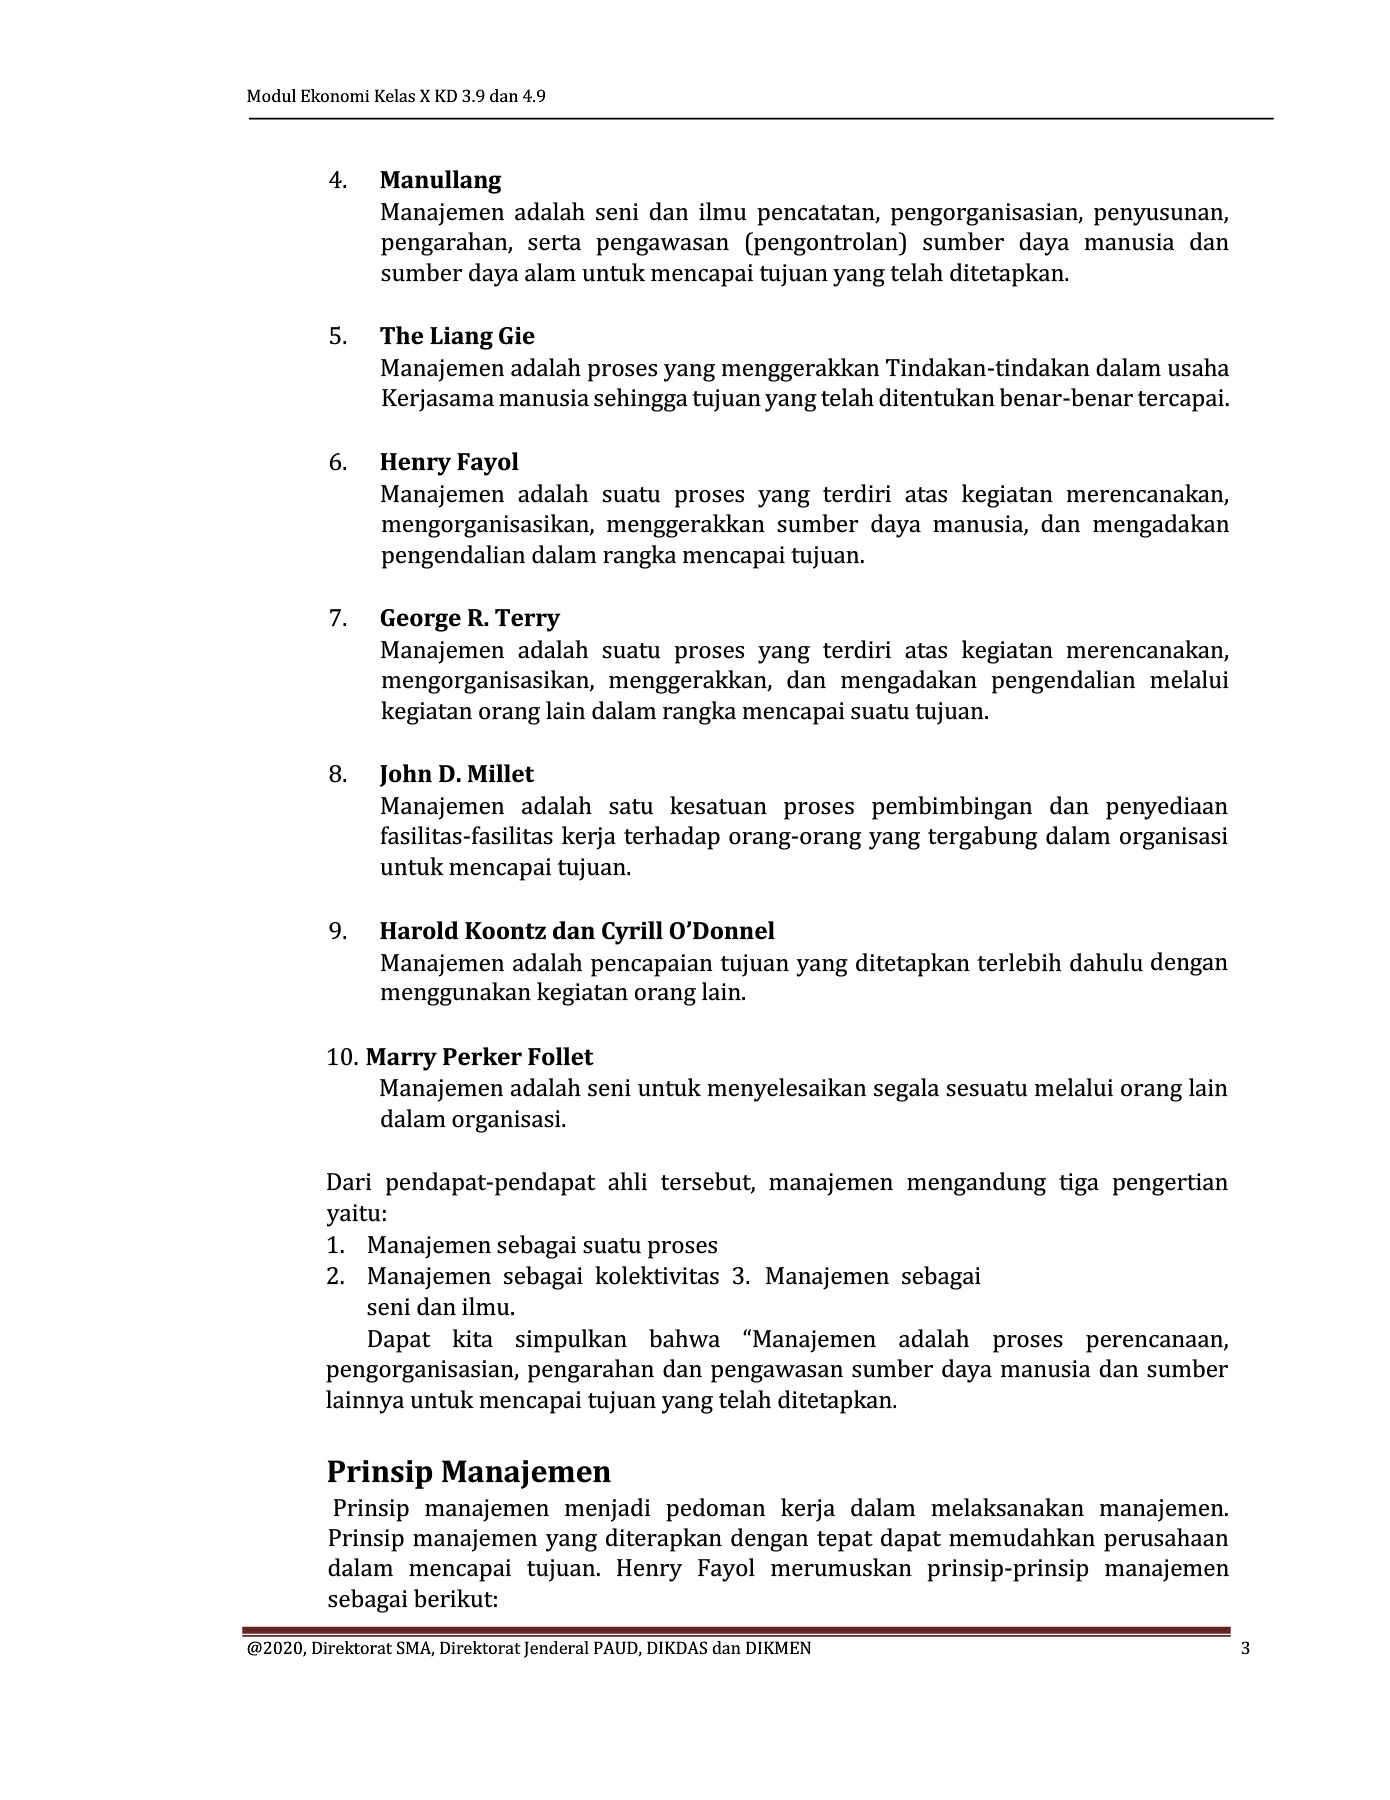 Modul Ekonomi Kelas X KD 3.9 dan 4.9
4. Manullang
Manajemen adalah seni dan ilmu pencatatan, pengorganisasian, penyusunan,
pengarahan, serta pengawasan (pengontrolan) sumber daya manusia dan
sumber daya alam untuk mencapai tujuan yang telah ditetapkan.
5. The Liang Gie
Manajemen adalah proses yang menggerakkan Tindakan-tindakan dalam usaha
Kerjasama manusia sehingga tujuan yang telah ditentukan benar-benar tercapai.
6. Henry Fayol
Manajemen adalah suatu proses yang terdiri atas kegiatan merencanakan,
mengorganisasikan, menggerakkan sumber daya manusia, dan mengadakan
pengendalian dalam rangka mencapai tujuan.
7. George R. Terry
Manajemen adalah suatu proses yang terdiri atas kegiatan merencanakan,
mengorganisasikan, menggerakkan, dan mengadakan pengendalian melalui
kegiatan orang lain dalam rangka mencapai suatu tujuan.
8. John D. Millet
Manajemen adalah satu kesatuan proses pembimbingan dan penyediaan
fasilitas-fasilitas kerja terhadap orang-orang yang tergabung dalam organisasi
untuk mencapai tujuan.
9. Harold Koontz dan Cyrill O’Donnel
Manajemen adalah pencapaian tujuan yang ditetapkan terlebih dahulu dengan
menggunakan kegiatan orang lain.
10. Marry Perker Follet
Manajemen adalah seni untuk menyelesaikan segala sesuatu melalui orang lain
dalam organisasi.
Dari pendapat-pendapat ahli tersebut, manajemen mengandung tiga pengertian
yaitu:
1. Manajemen sebagai suatu proses
2. Manajemen sebagai kolektivitas 3. Manajemen sebagai
seni dan ilmu.
Dapat kita simpulkan bahwa “Manajemen adalah proses perencanaan,
pengorganisasian, pengarahan dan pengawasan sumber daya manusia dan sumber
lainnya untuk mencapai tujuan yang telah ditetapkan.
Prinsip Manajemen
Prinsip manajemen menjadi pedoman kerja dalam melaksanakan manajemen.
Prinsip manajemen yang diterapkan dengan tepat dapat memudahkan perusahaan
dalam mencapai tujuan. Henry Fayol merumuskan prinsip-prinsip manajemen
sebagai berikut:
@2020, Direktorat SMA, Direktorat Jenderal PAUD, DIKDAS dan DIKMEN 3